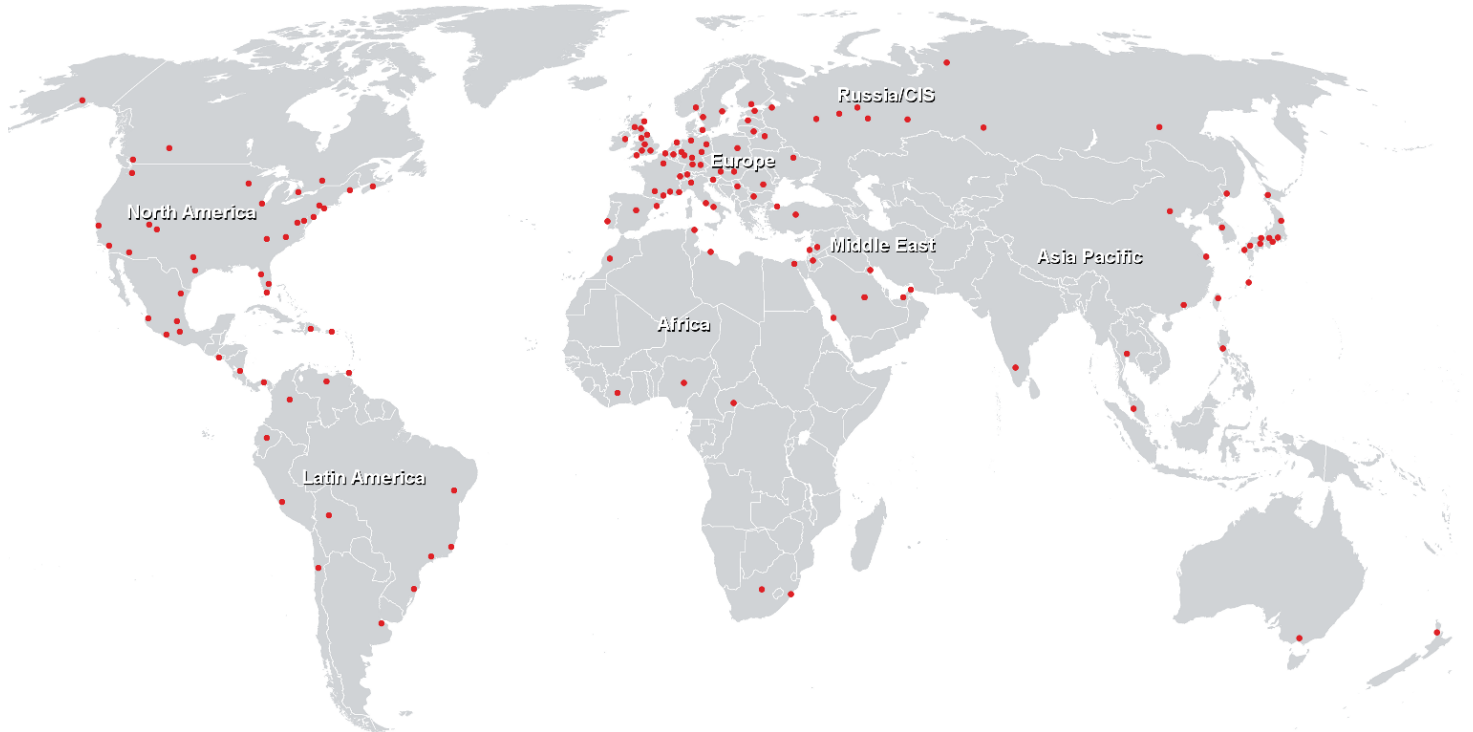 Russia/CIS
Europe
North America
Middle East
Asia Pacific
Africa
Latin America